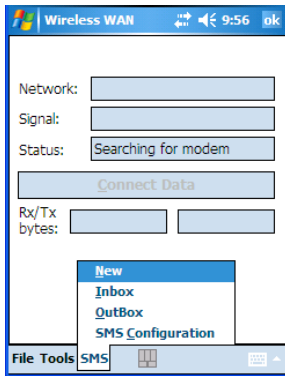 Wireless WAN 9:56 ok
Network:
Signal:
Status: Searching for modem
Connect Data
Rx/Tx
bytes:
New
Inbox
OutBox
SMS Configuration
File Tools SMS